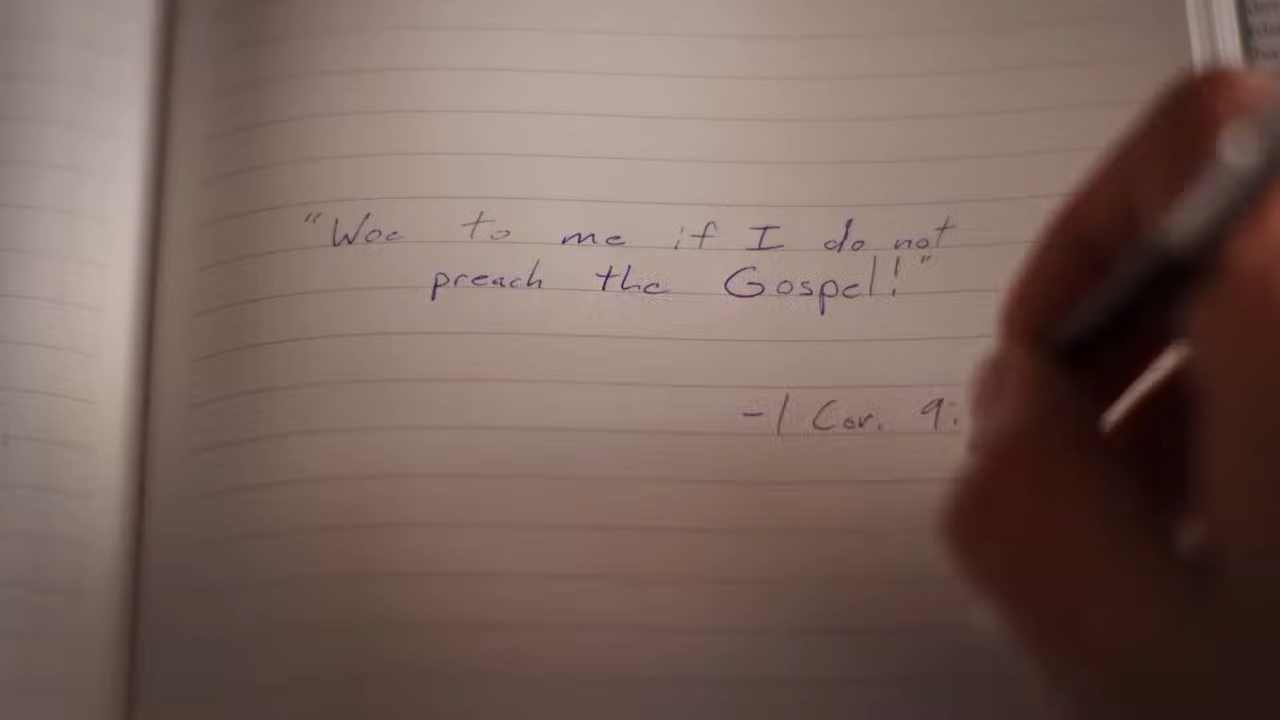 "Woe to me if I do not
preach the Gospel!"
-1 Cor. 9: